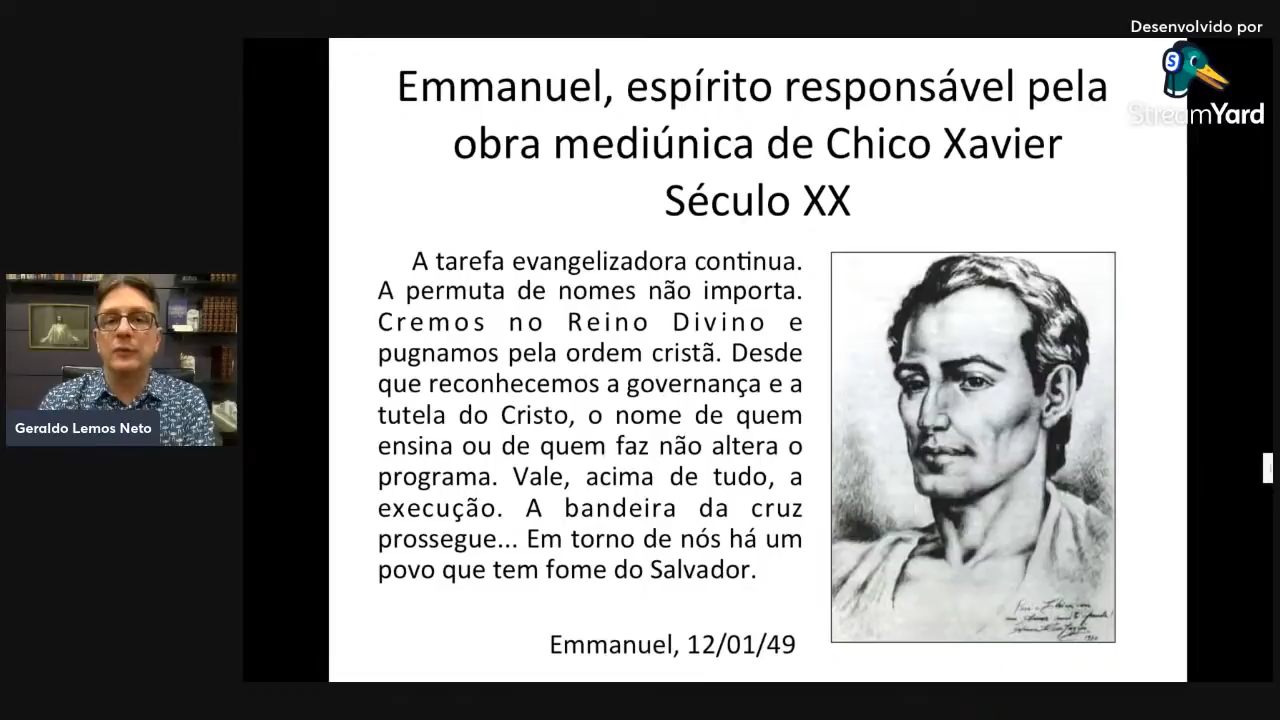 Desenvolvido por
StreamYard
Emmanuel, espírito responsável pela
obra mediúnica de Chico Xavier
Século XX
A tarefa evangelizadora continua.
A permuta de nomes não importa.
Cremos no Reino Divino e
pugnamos pela ordem cristã. Desde
que reconhecemos a governança e a
tutela do Cristo, o nome de quem
ensina ou de quem faz não altera o
programa. Vale, acima de tudo, a
execução. A bandeira da cruz
prossegue... Em torno de nós há um
povo que tem fome do Salvador.
Emmanuel, 12/01/49
Geraldo Lemos Neto